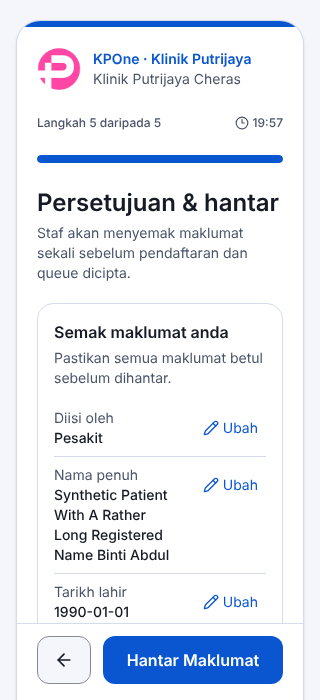 KPOne · Klinik Putrijaya
Klinik Putrijaya Cheras
Langkah 5 daripada 5
19:57
Persetujuan & hantar
Staf akan menyemak maklumat
sekali sebelum pendaftaran dan
queue dicipta.
Semak maklumat anda
Pastikan semua maklumat betul
sebelum dihantar.
Diisi oleh
Pesakit
Ubah
Nama penuh
Synthetic Patient
With A Rather
Long Registered
Name Binti Abdul
Ubah
Tarikh lahir
1990-01-01
Ubah
Hantar Maklumat